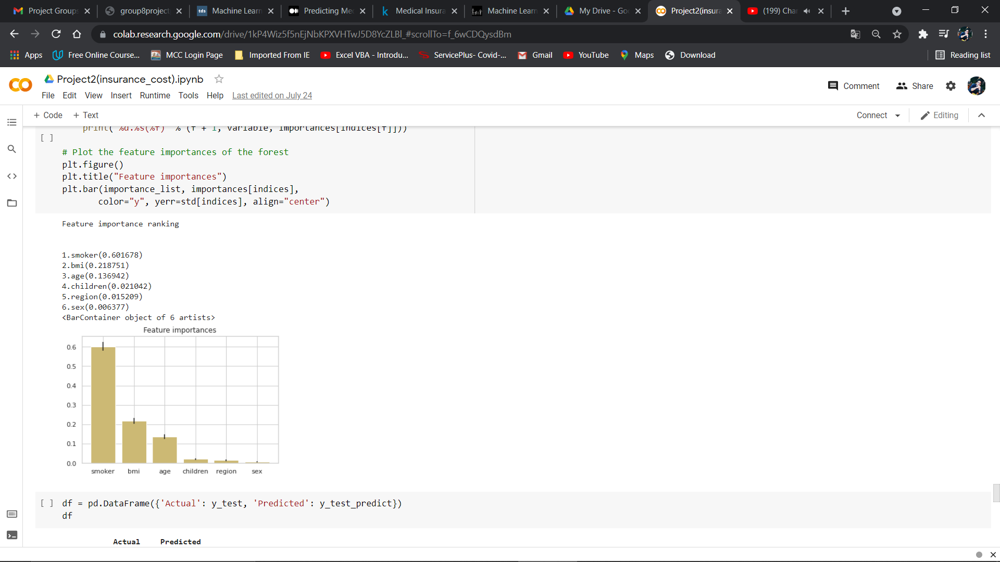 Project Groups
group8project
Machine Learn
Predicting Me
Medical Insura
Machine Learn
My Drive - Go
Project2(insura
(199) Cha
colab.research.google.com/drive/1kP4Wiz5f5nEjNbKPXVHTwJ5D8YcZLBl_#scrollTo=f_6wCDQysdBm
Apps
Free Online Course...
MCC Login Page
Imported From IE
Excel VBA - Introdu...
ServicePlus- Covid-...
Gmail
YouTube
Maps
Download
Reading list
Project2(insurance_cost).ipynb
Comment
Share
File Edit View Insert Runtime Tools Help Last edited on July 24
+ Code + Text
Connect
Editing
print("%d.%s(%f)" % (f + 1, variable, importances[indices[f]]))
[ ]
# Plot the feature importances of the forest
plt.figure()
plt.title("Feature importances")
plt.bar(importance_list, importances[indices],
color="y", yerr=std[indices], align="center")
Feature importance ranking
1.smoker(0.601678)
2.bmi(0.218751)
3.age(0.136942)
4.children(0.021042)
5.region(0.015209)
6.sex(0.006377)
<BarContainer object of 6 artists>
Feature importances
0.6
0.5
0.4
0.3
0.2
0.1
0.0
smoker bmi age children region sex
[ ] df = pd.DataFrame({'Actual': y_test, 'Predicted': y_test_predict})
df
Actual Predicted